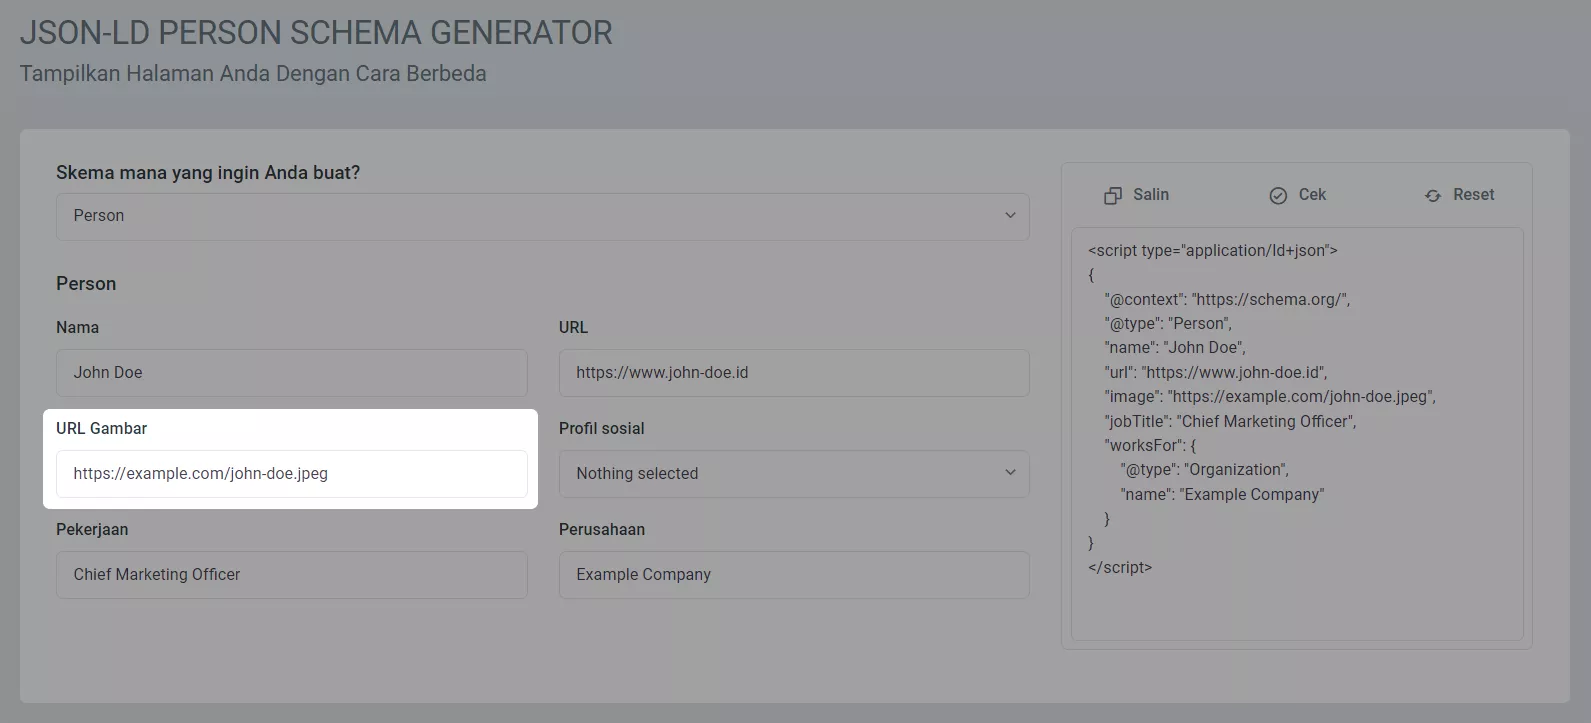 JSON-LD PERSON SCHEMA GENERATOR
Tampilkan Halaman Anda Dengan Cara Berbeda
Skema mana yang ingin Anda buat?
Person
Person
Nama
URL
John Doe
https://www.john-doe.id
URL Gambar
Profil sosial
https://example.com/john-doe.jpeg
Nothing selected
Pekerjaan
Perusahaan
Chief Marketing Officer
Example Company
Salin
Cek
Reset
<script type="application/ld+json">
{
"@context": "https://schema.org/",
"@type": "Person",
"name": "John Doe",
"url": "https://www.john-doe.id",
"image": "https://example.com/john-doe.jpeg",
"jobTitle": "Chief Marketing Officer",
"worksFor": {
"@type": "Organization",
"name": "Example Company"
}
}
</script>